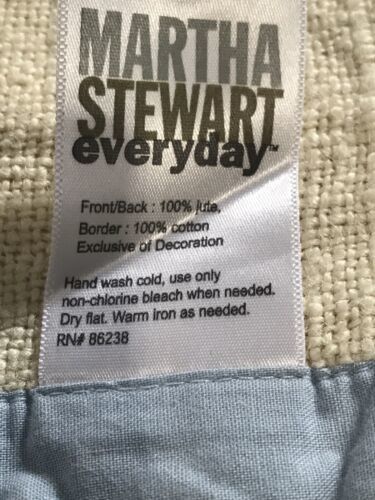 MARTHA
STEWART
everyday™
Front/Back : 100% jute,
Border : 100% cotton
Exclusive of Decoration
Hand wash cold, use only
non-chlorine bleach when needed.
Dry flat. Warm iron as needed.
RN# 86238